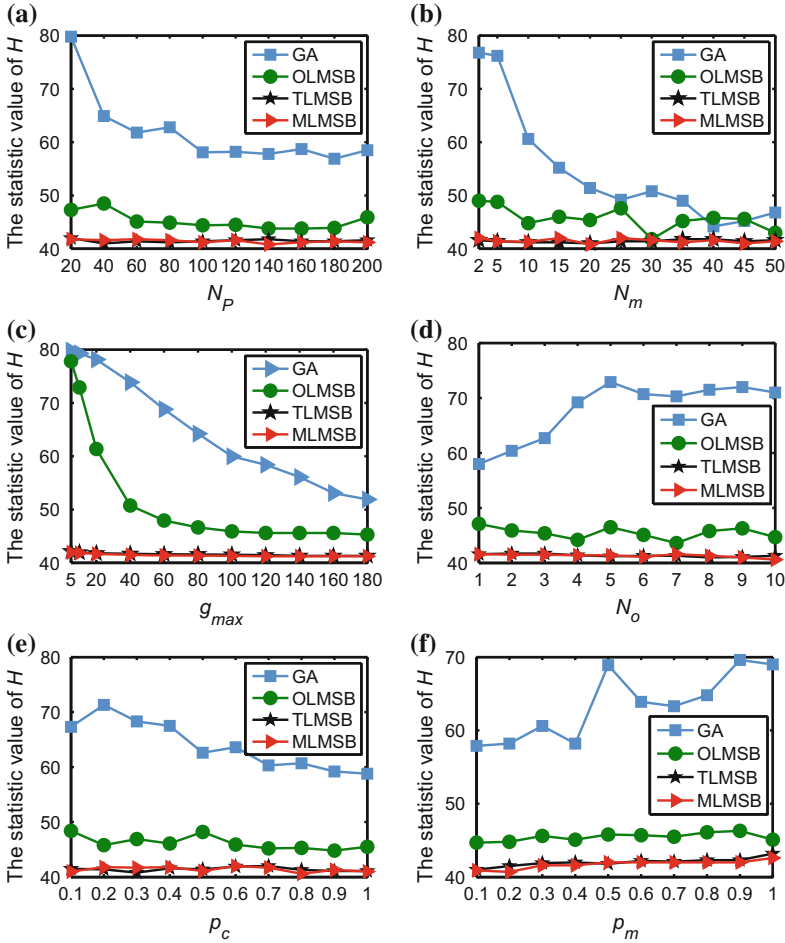 (a)
The statistic value of H
80
70
60
50
40
GA
OLMSB
TLMSB
MLMSB
20 40 60 80 100 120 140 160 180 200
N_P
(b)
The statistic value of H
80
70
60
50
40
GA
OLMSB
TLMSB
MLMSB
2 5 10 15 20 25 30 35 40 45 50
N_m
(c)
The statistic value of H
80
70
60
50
40
GA
OLMSB
TLMSB
MLMSB
5 20 40 60 80 100 120 140 160 180
g_max
(d)
The statistic value of H
80
70
60
50
40
GA
OLMSB
TLMSB
MLMSB
1 2 3 4 5 6 7 8 9 10
N_o
(e)
The statistic value of H
80
70
60
50
40
GA
OLMSB
TLMSB
MLMSB
0.1 0.2 0.3 0.4 0.5 0.6 0.7 0.8 0.9 1
p_c
(f)
The statistic value of H
70
60
50
40
GA
OLMSB
TLMSB
MLMSB
0.1 0.2 0.3 0.4 0.5 0.6 0.7 0.8 0.9 1
p_m